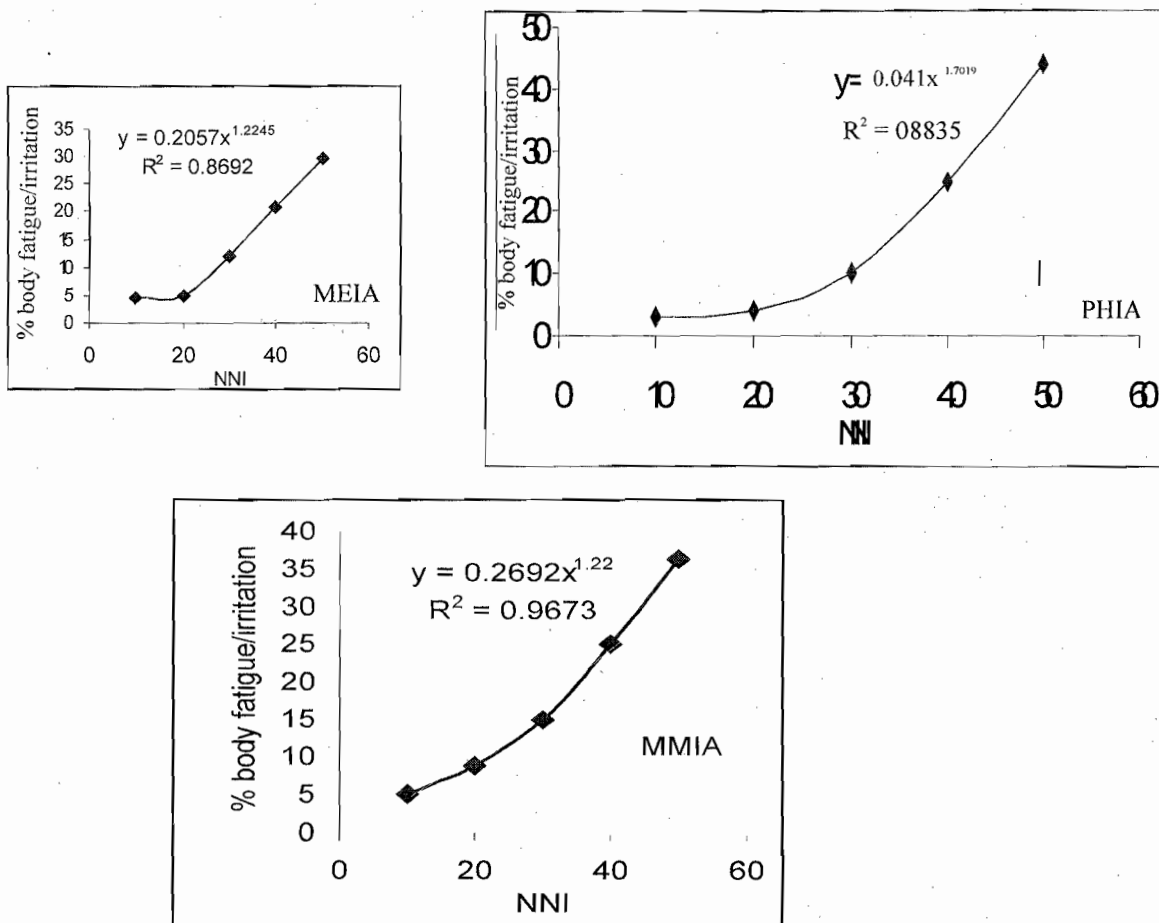 % body fatigue/irritation
35
30
25
20
15
10
5
0
y = 0.2057x^1.2245
R² = 0.8692
MEIA
0 20 40 60
NNI
% body fatigue/irritation
50
40
30
20
10
0
y= 0.041x^1.7019
R² = 08835
PHIA
0 10 20 30 40 50 60
NNI
% body fatigue/irritation
40
35
30
25
20
15
10
5
0
y = 0.2692x^1.22
R² = 0.9673
MMIA
0 20 40 60
NNI